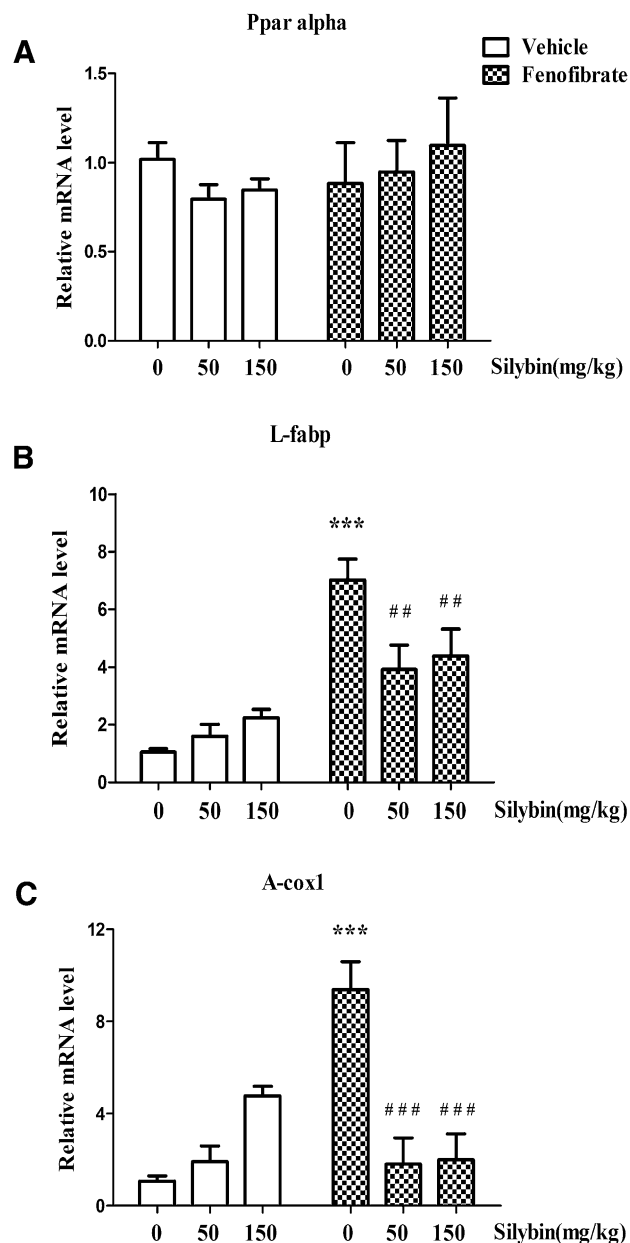 Ppar alpha
A
Vehicle
Fenofibrate
Relative mRNA level
1.5
1.0
0.5
0.0
0 50 150 0 50 150 Silybin(mg/kg)
L-fabp
B
Relative mRNA level
10
8
6
4
2
0
***
##
##
0 50 150 0 50 150 Silybin(mg/kg)
A-cox1
C
Relative mRNA level
12
8
4
0
***
###
###
0 50 150 0 50 150 Silybin(mg/kg)